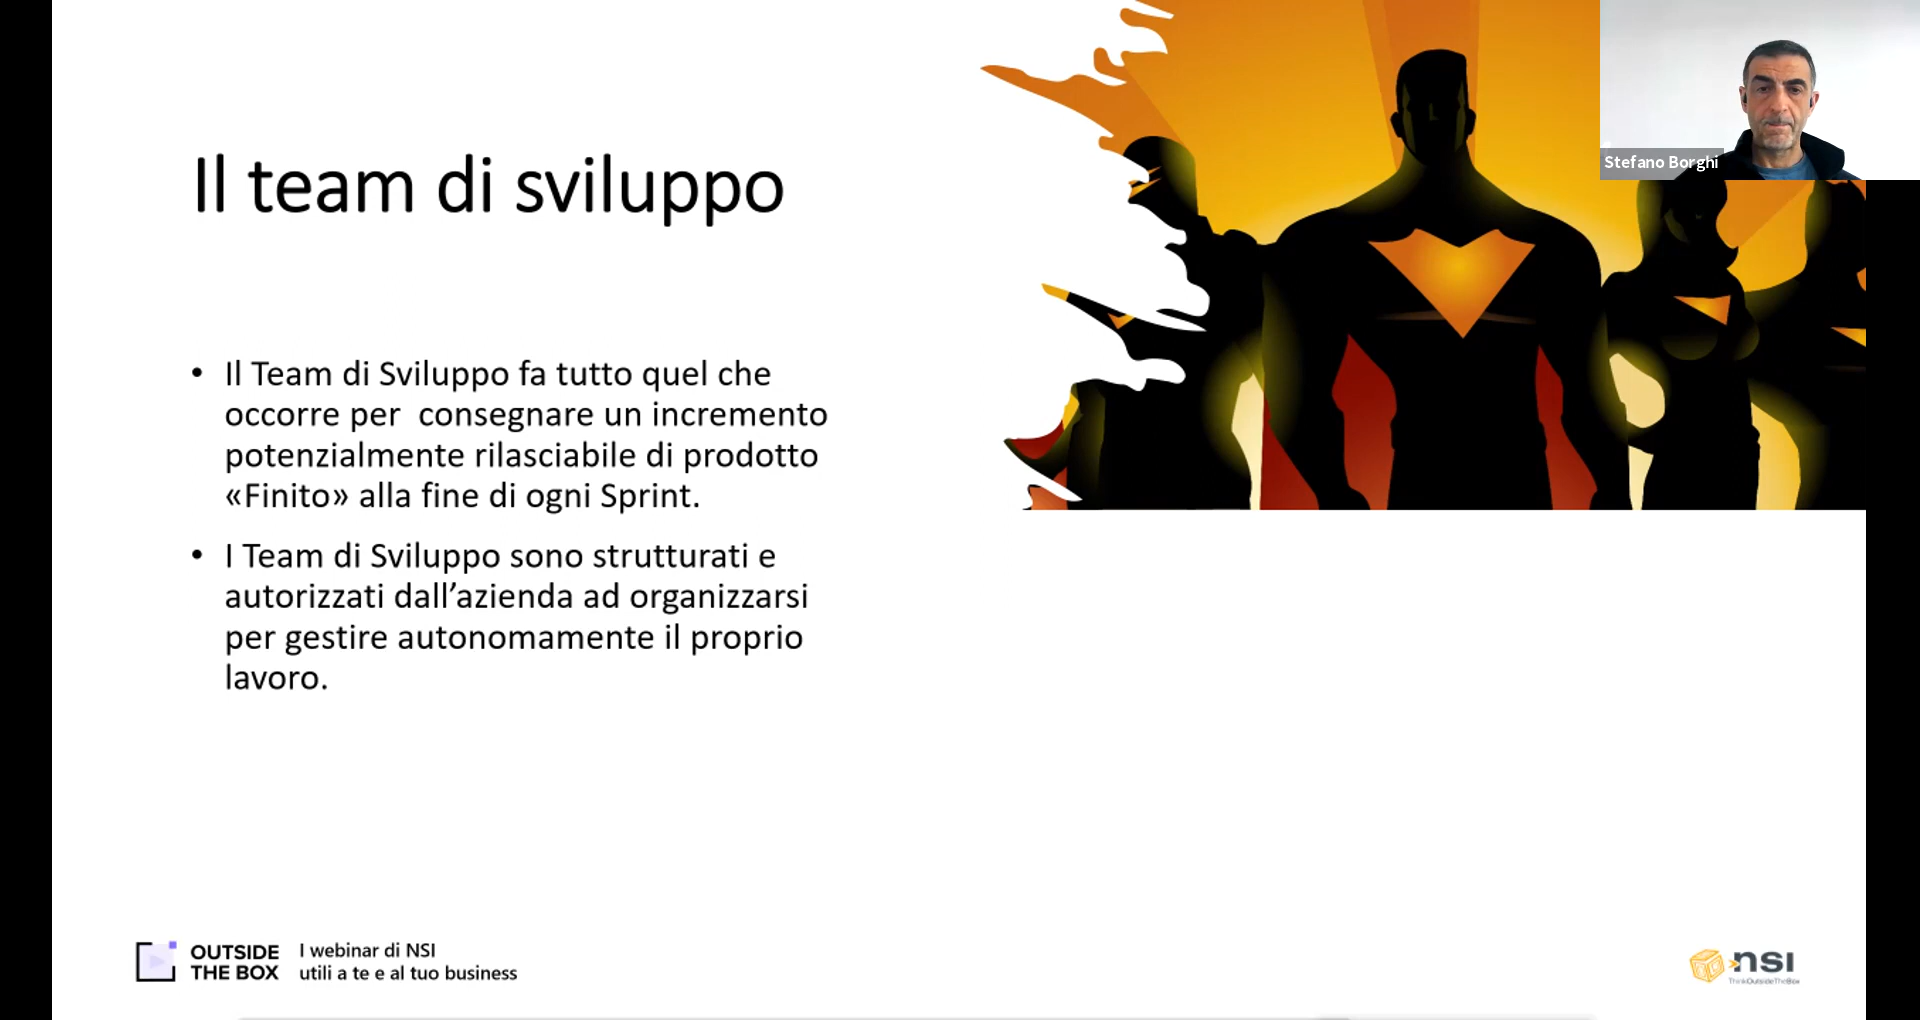 Stefano Borghi
Il team di sviluppo
• Il Team di Sviluppo fa tutto quel che
occorre per  consegnare un incremento
potenzialmente rilasciabile di prodotto
«Finito» alla fine di ogni Sprint.
• I Team di Sviluppo sono strutturati e
autorizzati dall’azienda ad organizzarsi
per gestire autonomamente il proprio
lavoro.
OUTSIDE
THE BOX
I webinar di NSI
utili a te e al tuo business
nsi
ThinkOutsideTheBox